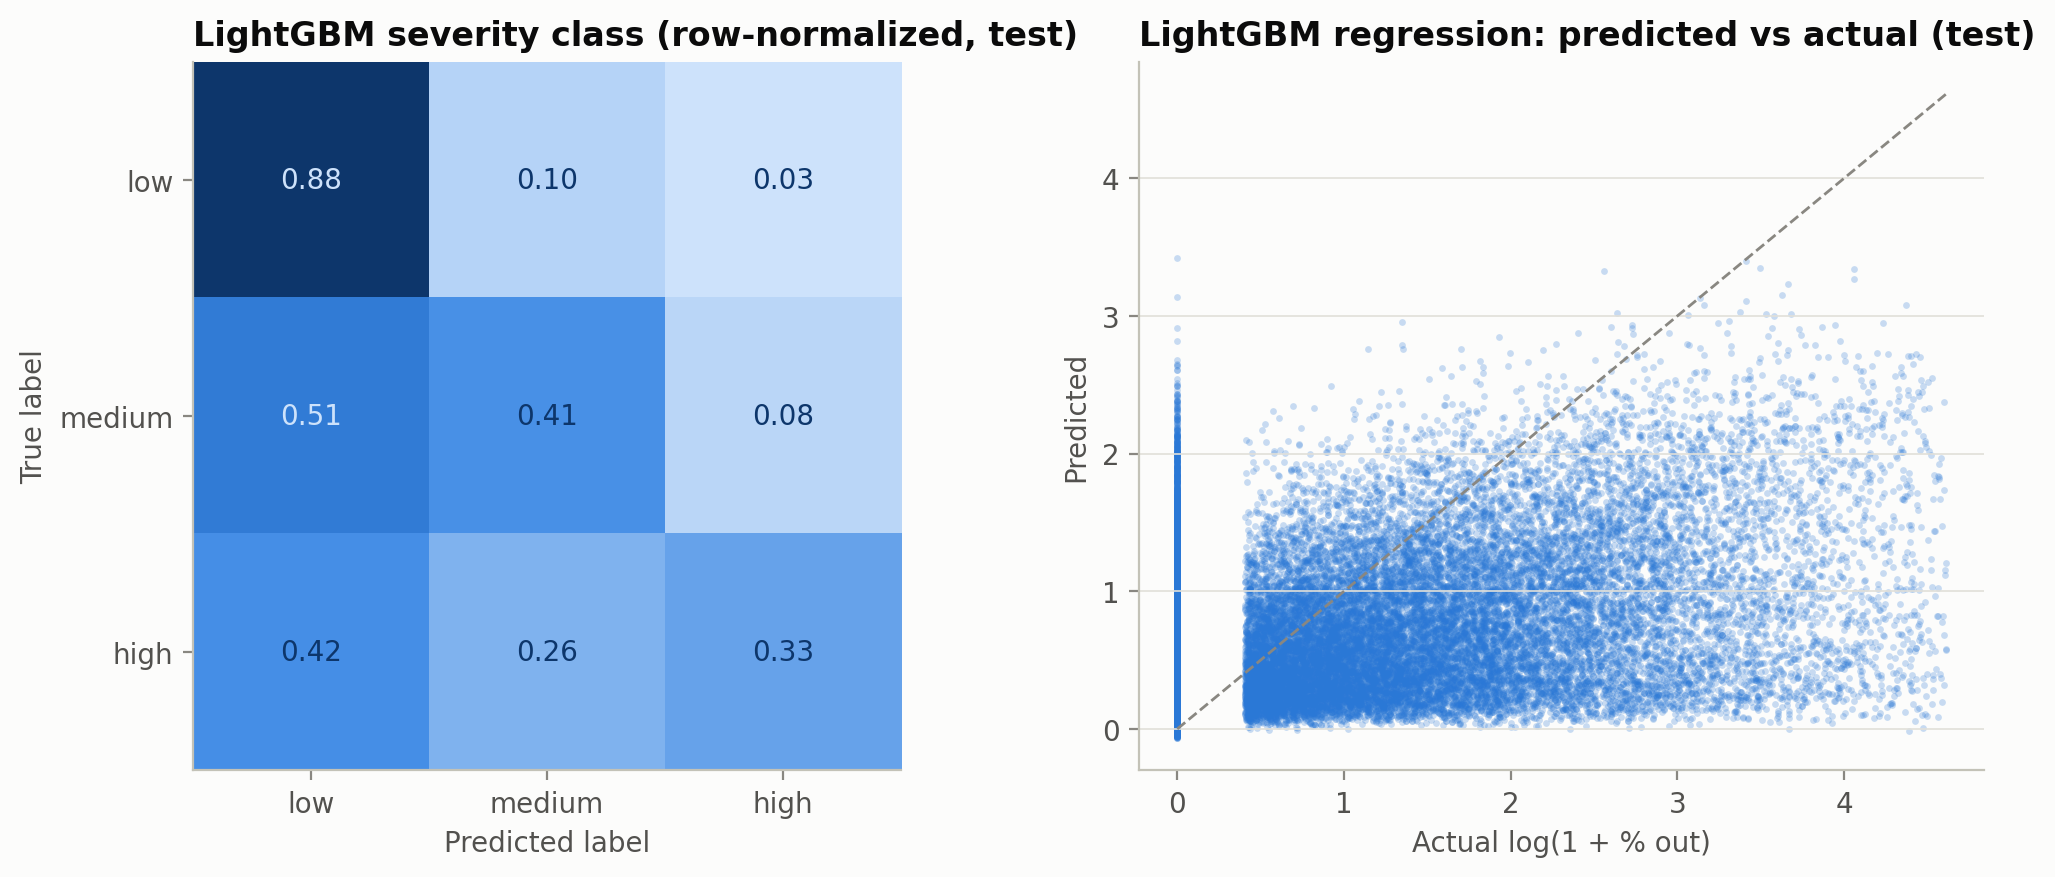 LightGBM severity class (row-normalized, test)
True label
low
medium
high
0.88 0.10 0.03
0.51 0.41 0.08
0.42 0.26 0.33
low medium high
Predicted label
LightGBM regression: predicted vs actual (test)
Predicted
4
3
2
1
0
0 1 2 3 4
Actual log(1 + % out)